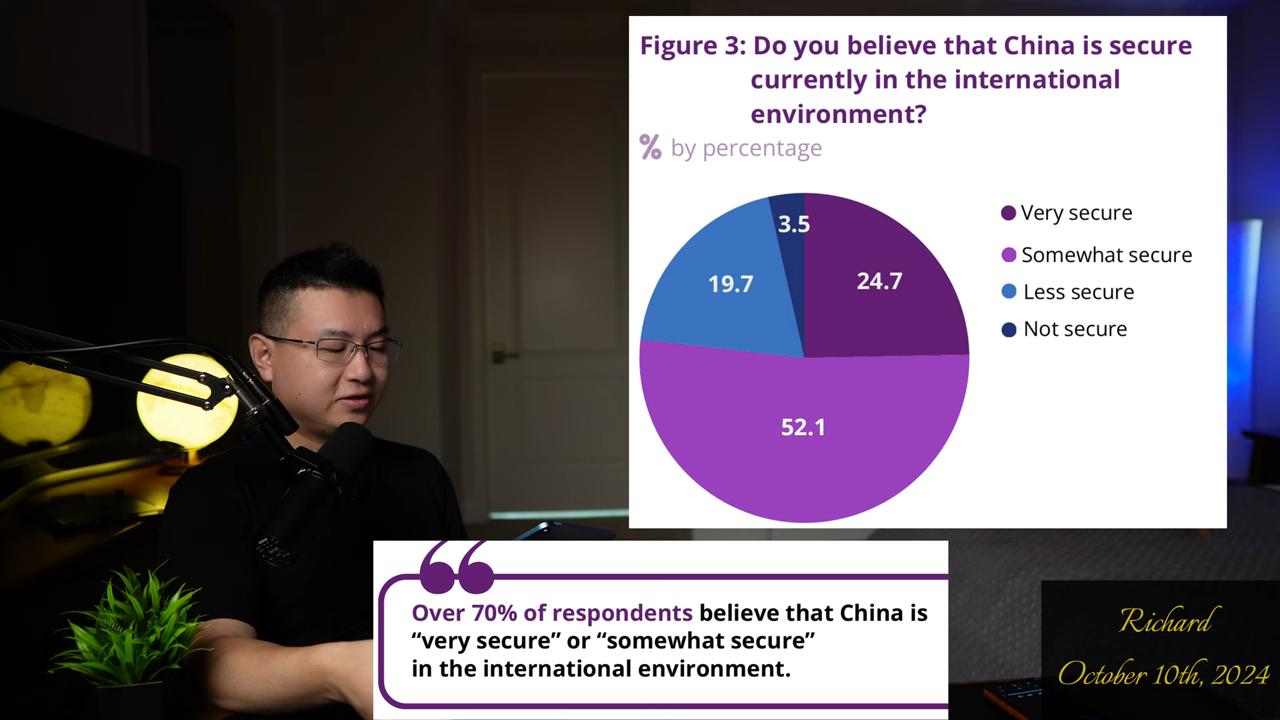 Figure 3: Do you believe that China is secure
currently in the international
environment?
% by percentage
3.5
24.7
19.7
52.1
Very secure
Somewhat secure
Less secure
Not secure
“
Over 70% of respondents believe that China is
“very secure” or “somewhat secure”
in the international environment.
Richard
October 10th, 2024